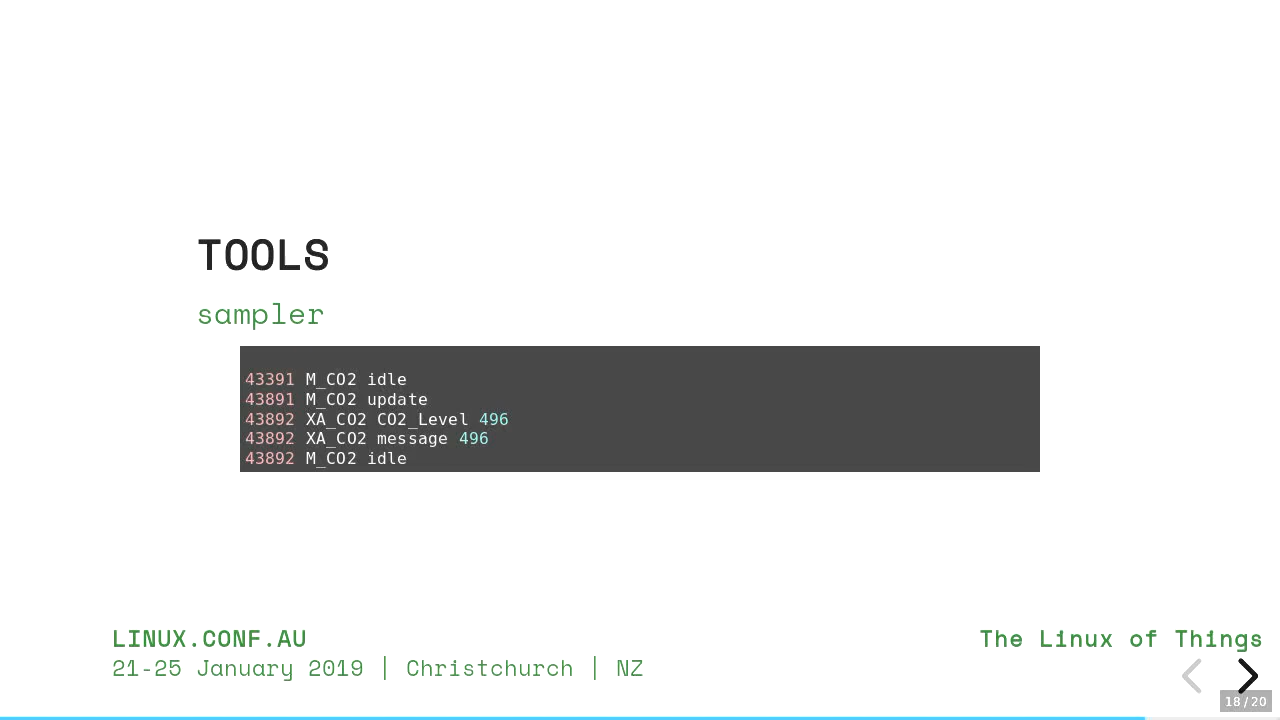 TOOLS
sampler
43391 M_CO2 idle
43891 M_CO2 update
43892 XA_CO2 CO2_Level 496
43892 XA_CO2 message 496
43892 M_CO2 idle
LINUX.CONF.AU
21-25 January 2019 | Christchurch | NZ
The Linux of Things
18 / 20